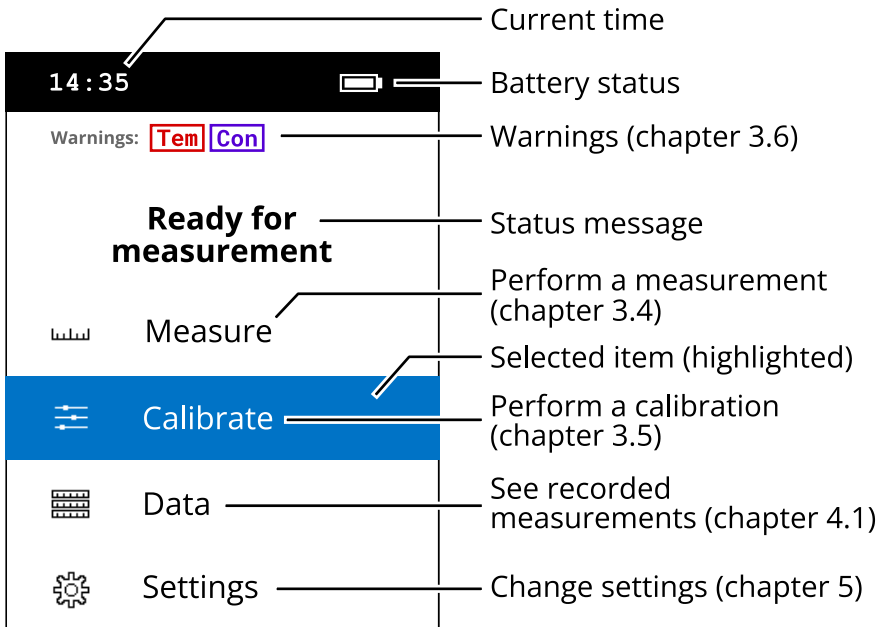 Current time
14:35
Battery status
Warnings: Tem Con
Warnings (chapter 3.6)
Ready for
measurement
Status message
Measure
Perform a measurement
(chapter 3.4)
Selected item (highlighted)
Calibrate
Perform a calibration
(chapter 3.5)
Data
See recorded
measurements (chapter 4.1)
Settings
Change settings (chapter 5)